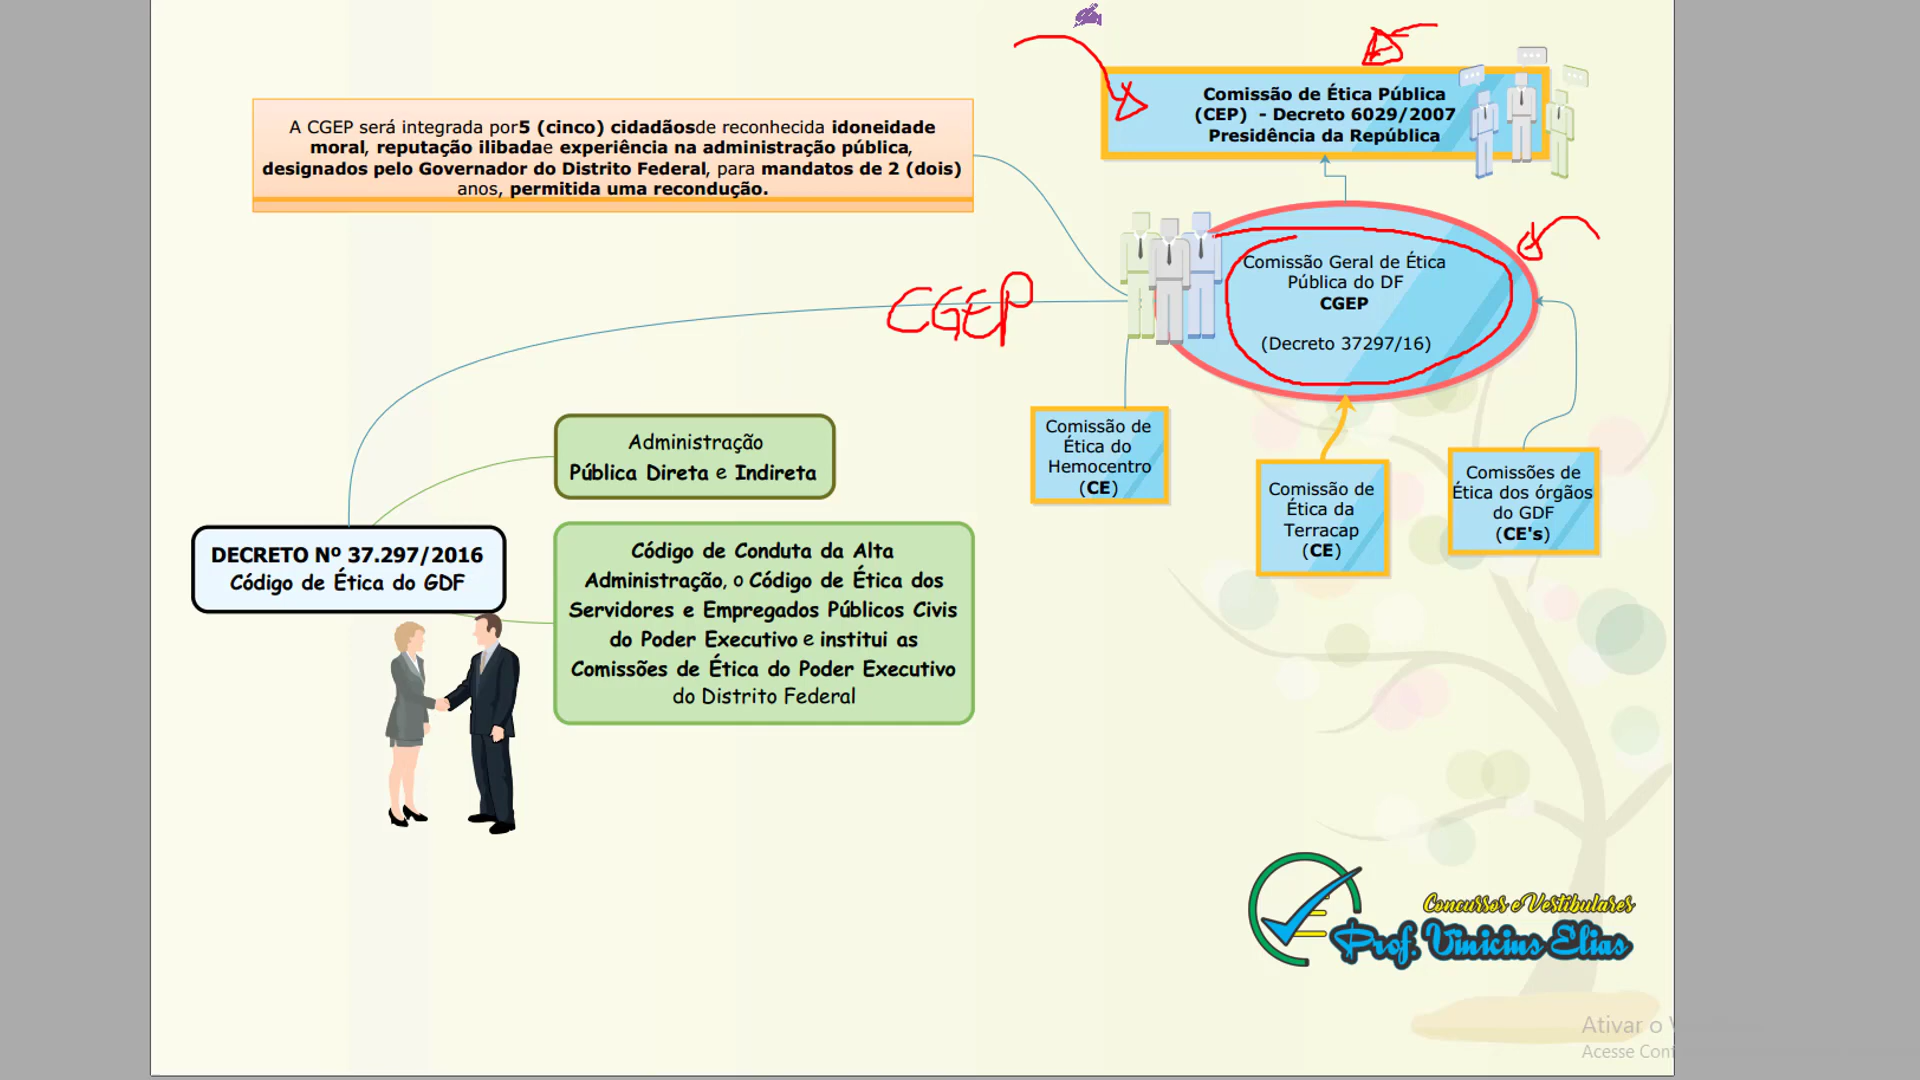 Comissão de Ética Pública
(CEP) - Decreto 6029/2007
Presidência da República
A CGEP será integrada por5 (cinco) cidadãosde reconhecida idoneidade
moral, reputação ilibadae experiência na administração pública,
designados pelo Governador do Distrito Federal, para mandatos de 2 (dois)
anos, permitida uma recondução.
Comissão Geral de Ética
Pública do DF
CGEP
(Decreto 37297/16)
CGEP
Comissão de
Ética do
Hemocentro
(CE)
Comissão de
Ética da
Terracap
(CE)
Comissões de
Ética dos órgãos
do GDF
(CE's)
Administração
Pública Direta e Indireta
DECRETO Nº 37.297/2016
Código de Ética do GDF
Código de Conduta da Alta
Administração, o Código de Ética dos
Servidores e Empregados Públicos Civis
do Poder Executivo e institui as
Comissões de Ética do Poder Executivo
do Distrito Federal
Concursos e Vestibulares
Prof. Vinicius Elias
Ativar o
Acesse